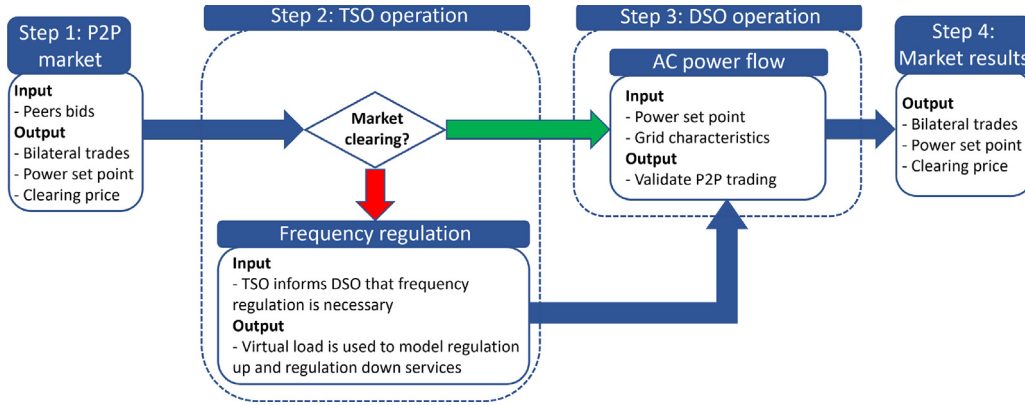 Step 1: P2P
market
Input
- Peers bids
Output
- Bilateral trades
- Power set point
- Clearing price
Step 2: TSO operation
Market
clearing?
Frequency regulation
Input
- TSO informs DSO that frequency
regulation is necessary
Output
- Virtual load is used to model regulation
up and regulation down services
Step 3: DSO operation
AC power flow
Input
- Power set point
- Grid characteristics
Output
- Validate P2P trading
Step 4:
Market results
Output
- Bilateral trades
- Power set point
- Clearing price